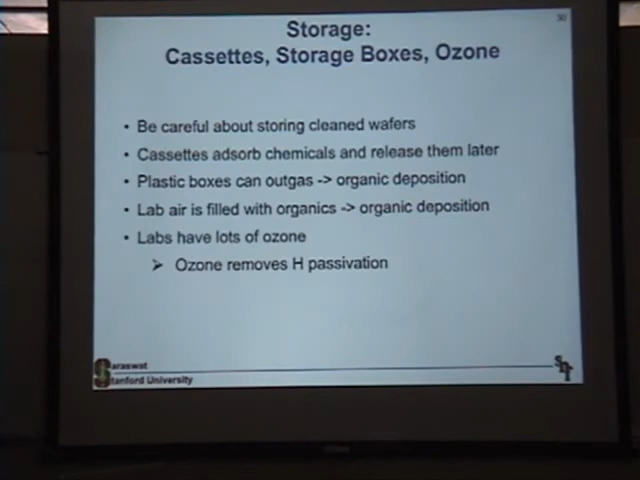 30
Storage:
Cassettes, Storage Boxes, Ozone
• Be careful about storing cleaned wafers
• Cassettes adsorb chemicals and release them later
• Plastic boxes can outgas -> organic deposition
• Lab air is filled with organics -> organic deposition
• Labs have lots of ozone
➢ Ozone removes H passivation
Saraswat
Stanford University